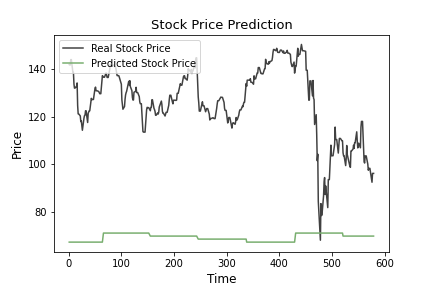 Stock Price Prediction
Real Stock Price
Predicted Stock Price
Price
140
120
100
80
0 100 200 300 400 500 600
Time